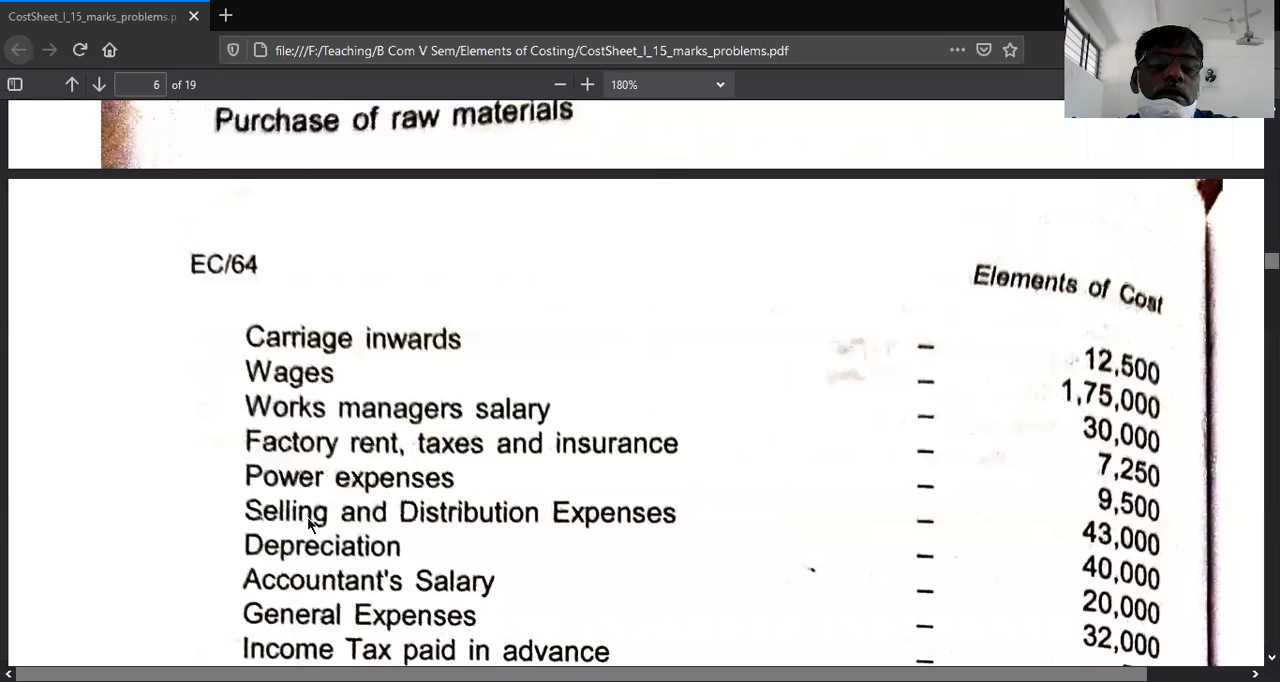 CostSheet_I_15_marks_problems.p
file:///F:/Teaching/B Com V Sem/Elements of Costing/CostSheet_I_15_marks_problems.pdf
6 of 19
180%
Purchase of raw materials
EC/64
Elements of Cost
Carriage inwards – 12,500
Wages – 1,75,000
Works managers salary – 30,000
Factory rent, taxes and insurance – 7,250
Power expenses – 9,500
Selling and Distribution Expenses – 43,000
Depreciation – 40,000
Accountant's Salary – 20,000
General Expenses – 32,000
Income Tax paid in advance –